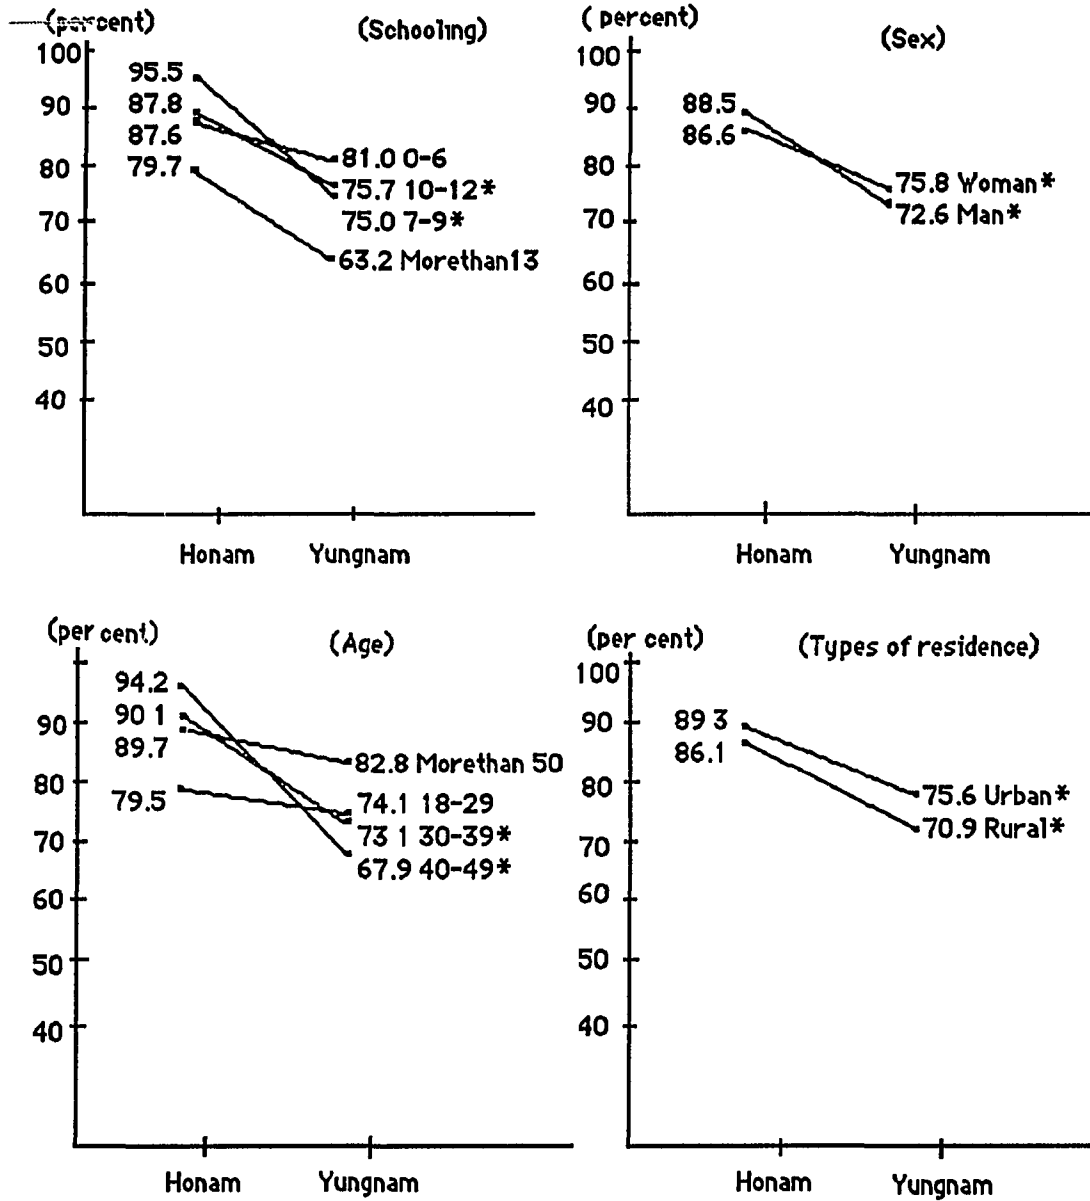 (percent)
(Schooling)
100
95.5
90
87.8
87.6
80
79.7
81.0 0-6
75.7 10-12*
75.0 7-9*
70
63.2 Morethan13
60
50
40
Honam Yungnam
( percent)
(Sex)
100
90
88.5
86.6
80
75.8 Woman*
72.6 Man*
70
60
50
40
Honam Yungnam
(per cent)
(Age)
94.2
90 1
90
89.7
82.8 Morethan 50
80
79.5
74.1 18-29
73 1 30-39*
70
67.9 40-49*
60
50
40
Honam Yungnam
(per cent)
(Types of residence)
100
90
89 3
86.1
80
75.6 Urban*
70.9 Rural*
70
60
50
40
Honam Yungnam